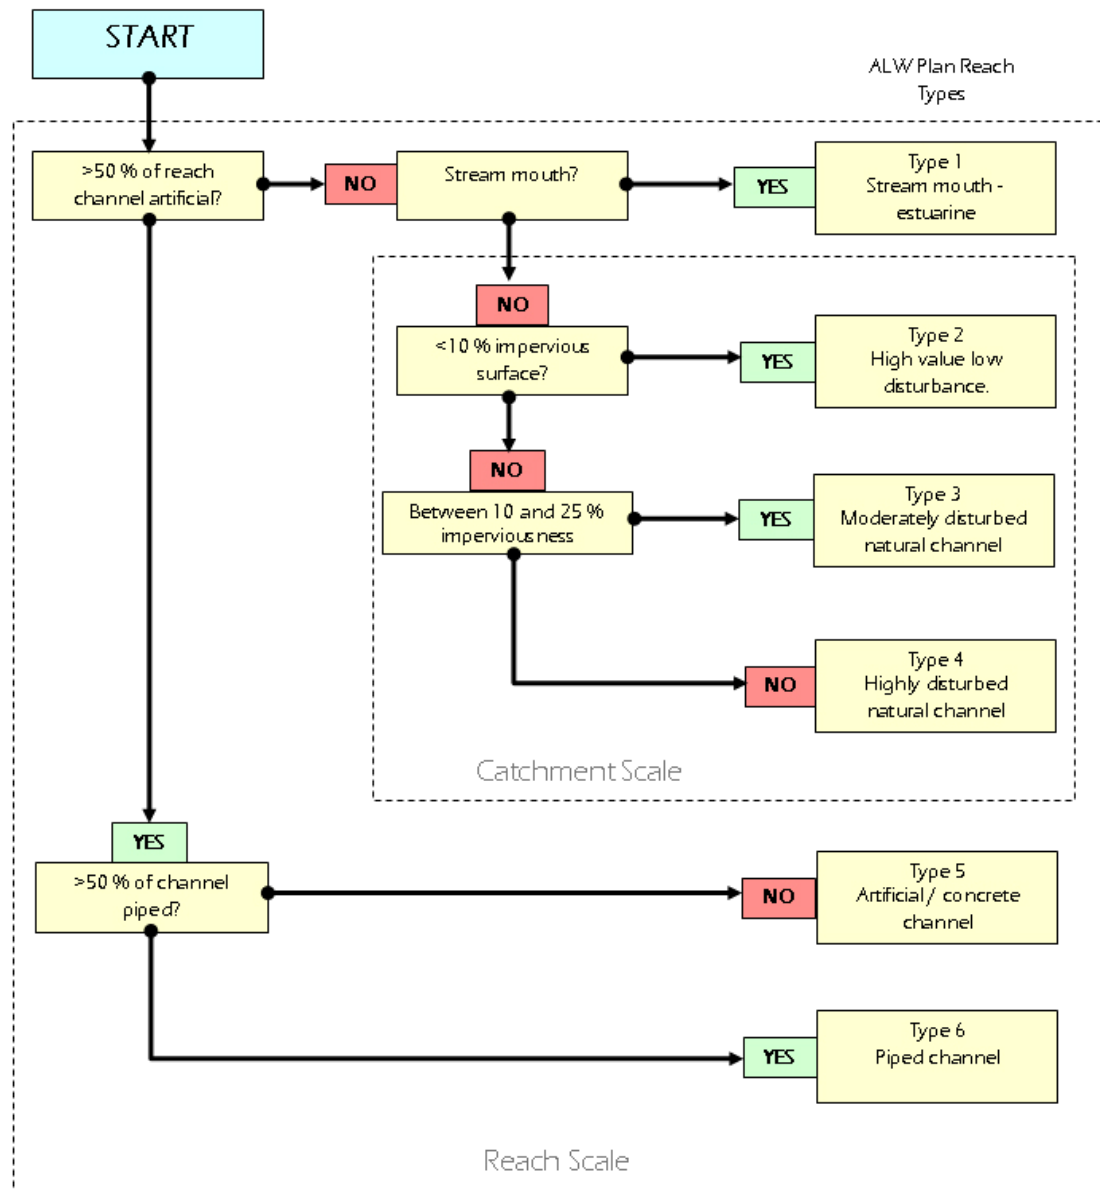 START
ALW Plan Reach
Types
>50 % of reach
channel artificial?
NO
Stream mouth?
YES
Type 1
Stream mouth -
estuarine
NO
<10 % impervious
surface?
YES
Type 2
High value low
disturbance.
NO
Between 10 and 25 %
imperviousness
YES
Type 3
Moderately disturbed
natural channel
NO
Type 4
Highly disturbed
natural channel
Catchment Scale
YES
>50 % of channel
piped?
NO
Type 5
Artificial / concrete
channel
YES
Type 6
Piped channel
Reach Scale